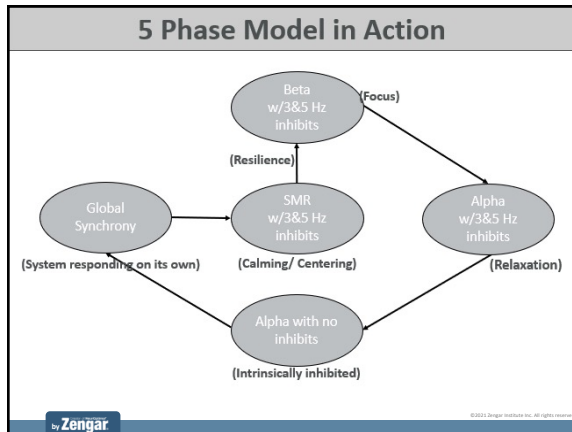 5 Phase Model in Action
Beta
w/3&5 Hz
inhibits
(Focus)
(Resilience)
Global
Synchrony
SMR
w/3&5 Hz
inhibits
Alpha
w/3&5 Hz
inhibits
(System responding on its own)
(Calming/ Centering)
(Relaxation)
Alpha with no
inhibits
(Intrinsically inhibited)
by Zengar
©2021 Zengar Institute Inc. All rights reserve